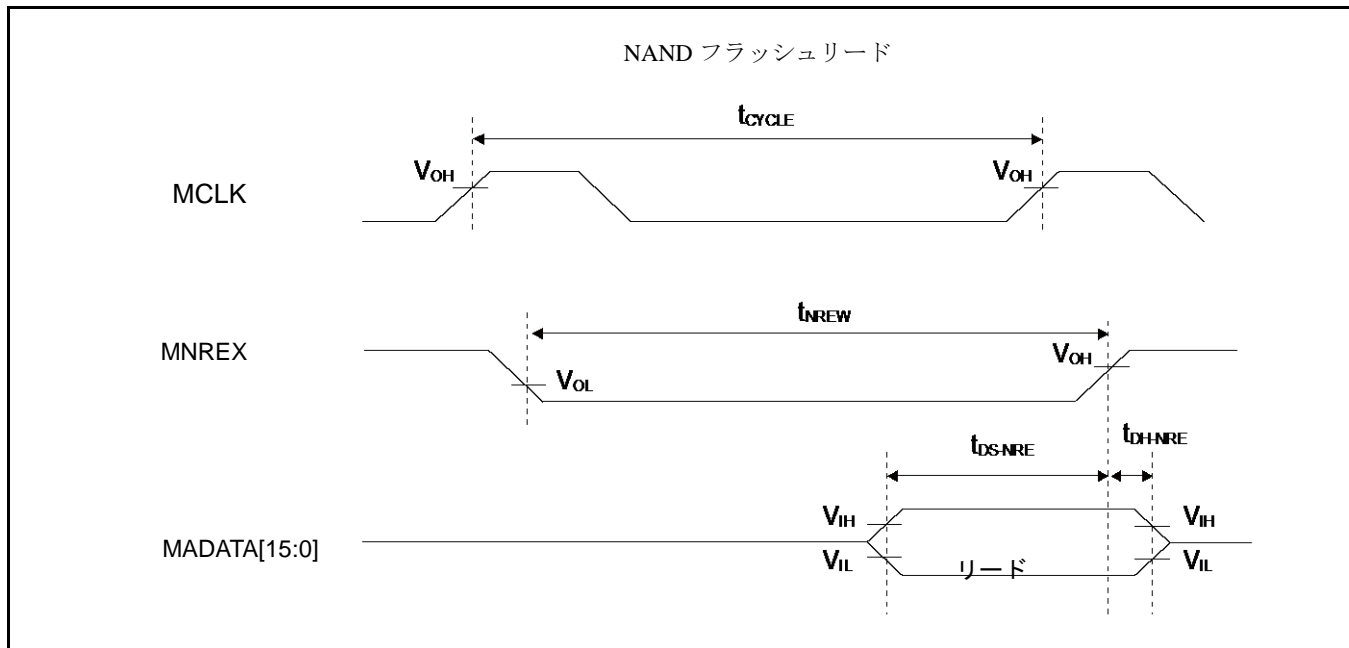 NAND フラッシュリード
tCYCLE
VOH
VOH
MCLK
tNREW
MNREX
VOH
VOL
tDS-NRE
tDH-NRE
VIH
VIH
MADATA[15:0]
VIL
リード
VIL